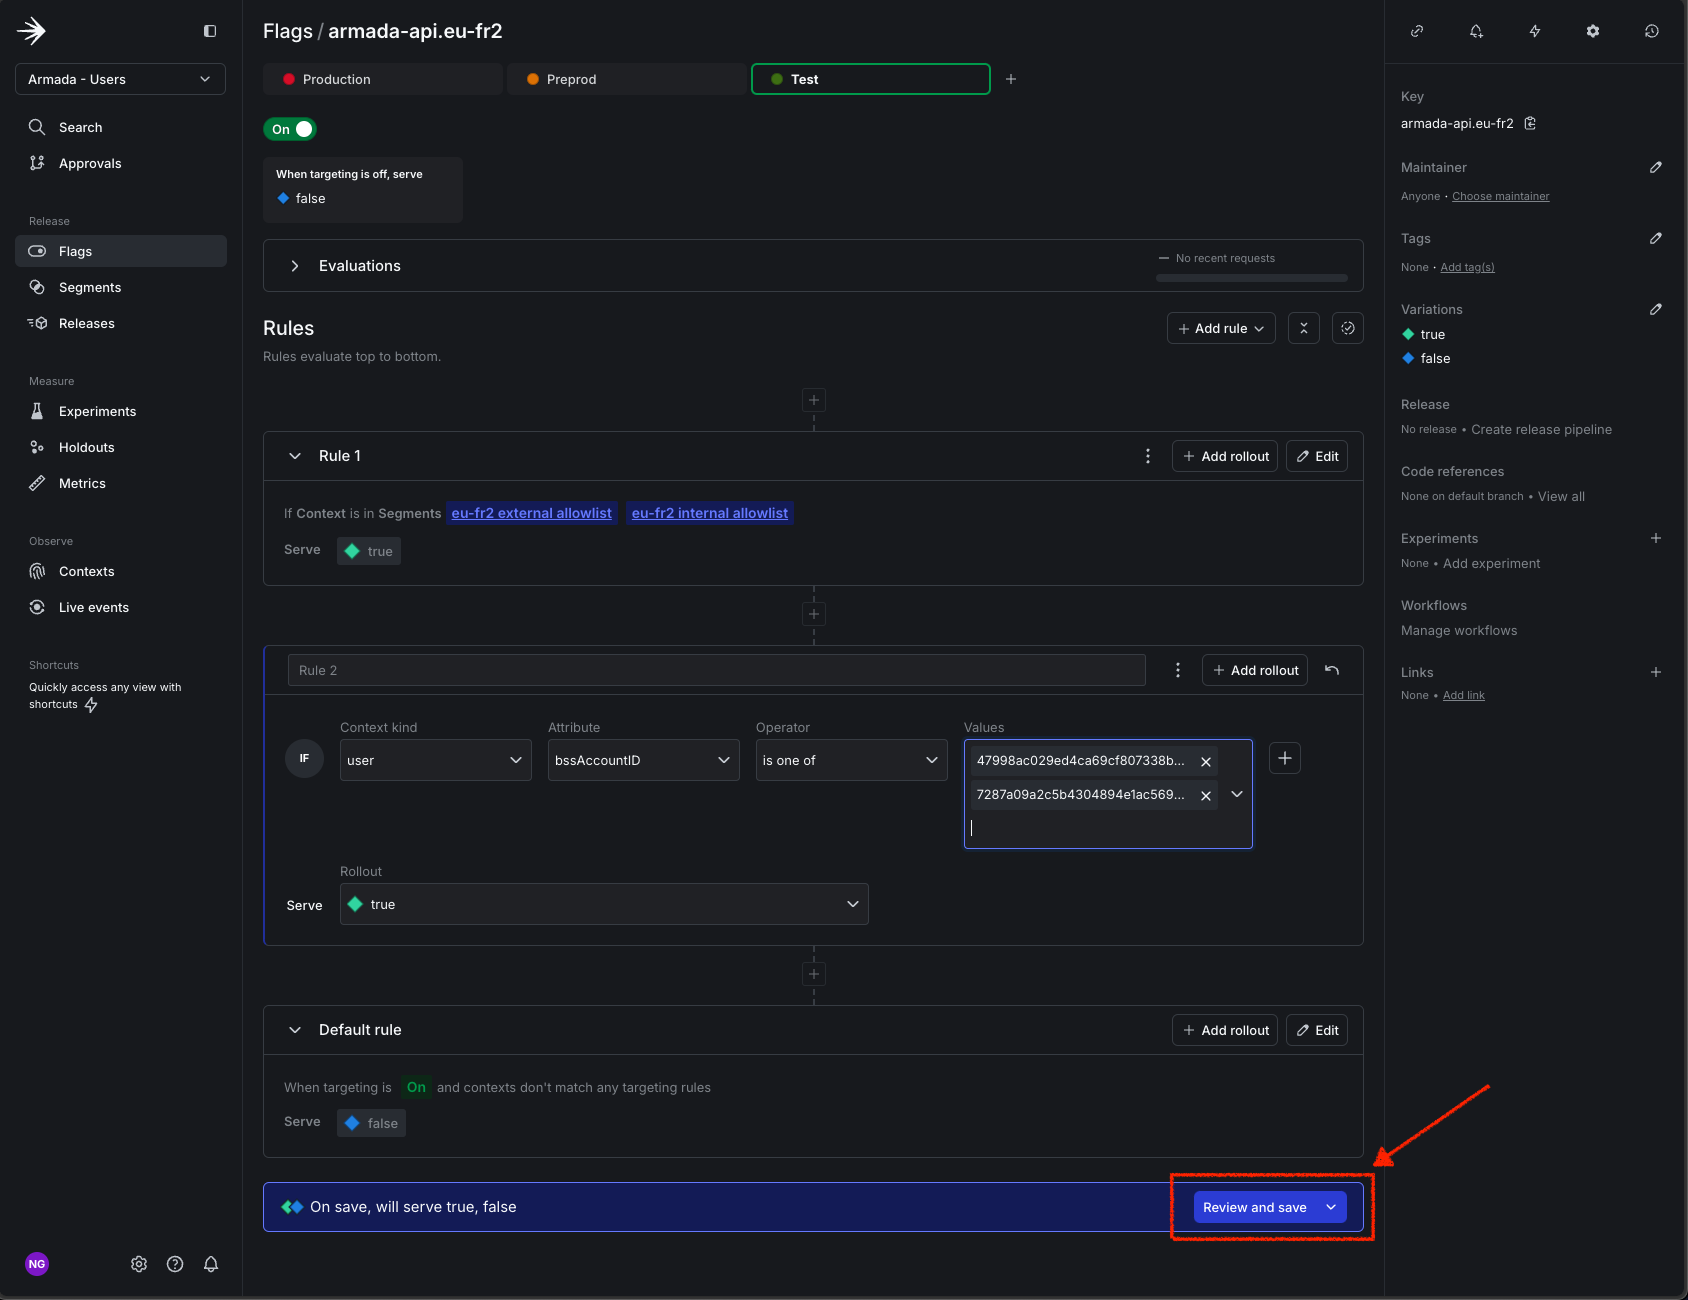 Armada - Users
Search
Approvals
Release
Flags
Segments
Releases
Measure
Experiments
Holdouts
Metrics
Observe
Contexts
Live events
Shortcuts
Quickly access any view with
shortcuts
NG
Flags / armada-api.eu-fr2
Production
Preprod
Test
On
When targeting is off, serve
false
Evaluations
No recent requests
Rules
Add rule
Rules evaluate top to bottom.
Rule 1
Add rollout
Edit
If Context is in Segments eu-fr2 external allowlist eu-fr2 internal allowlist
Serve true
Rule 2
Add rollout
Context kind
Attribute
Operator
Values
IF
user
bssAccountID
is one of
47998ac029ed4ca69cf807338b...
7287a09a2c5b4304894e1ac569...
Rollout
Serve true
Default rule
Add rollout
Edit
When targeting is On and contexts don't match any targeting rules
Serve false
On save, will serve true, false
Review and save
Key
armada-api.eu-fr2
Maintainer
Anyone · Choose maintainer
Tags
None · Add tag(s)
Variations
true
false
Release
No release • Create release pipeline
Code references
None on default branch • View all
Experiments
None • Add experiment
Workflows
Manage workflows
Links
None • Add link